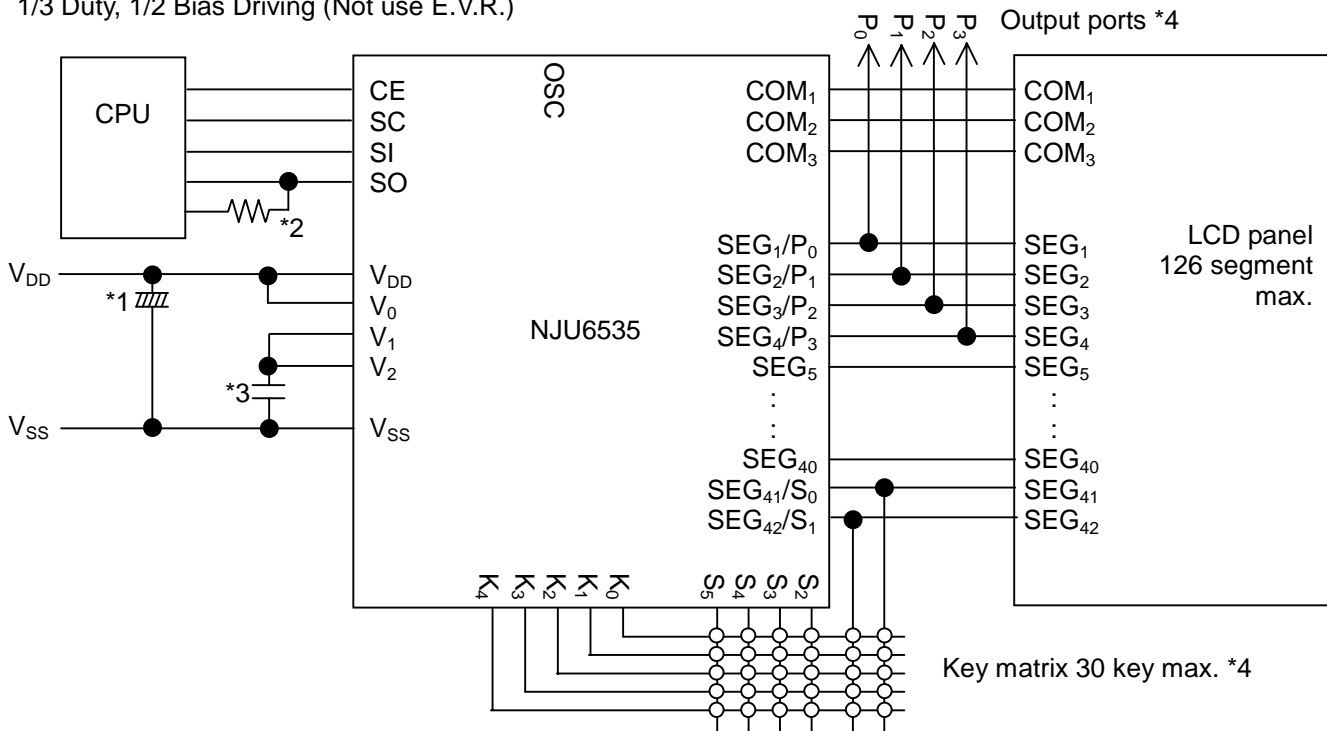 1/3 Duty, 1/2 Bias Driving (Not use E.V.R.)
P0 P1 P2 P3
Output ports *4
CPU
OSC
CE
SC
SI
SO
*2
COM1
COM2
COM3
COM1
COM2
COM3
VDD
*1
VDD
V0
V1
V2
*3
VSS
VSS
NJU6535
SEG1/P0
SEG2/P1
SEG3/P2
SEG4/P3
SEG5
:
:
SEG40
SEG41/S0
SEG42/S1
SEG1
SEG2
SEG3
SEG4
SEG5
:
:
SEG40
SEG41
SEG42
LCD panel
126 segment
max.
K4 K3 K2 K1 K0
S5 S4 S3 S2
Key matrix 30 key max. *4